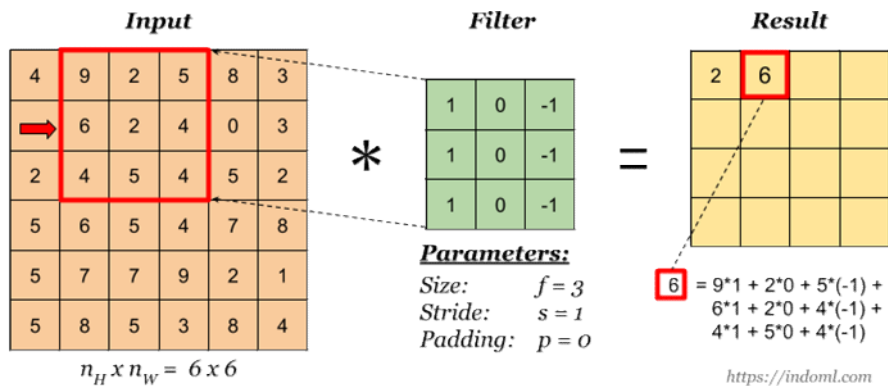 Input Filter Result
4 9 2 5 8 3
6 2 4 0 3
2 4 5 4 5 2
5 6 5 4 7 8
5 7 7 9 2 1
5 8 5 3 8 4
n_H x n_W = 6 x 6
*
1 0 -1
1 0 -1
1 0 -1
Parameters:
Size: f = 3
Stride: s = 1
Padding: p = 0
=
2 6
6 = 9*1 + 2*0 + 5*(-1) +
6*1 + 2*0 + 4*(-1) +
4*1 + 5*0 + 4*(-1)
https://indoml.com